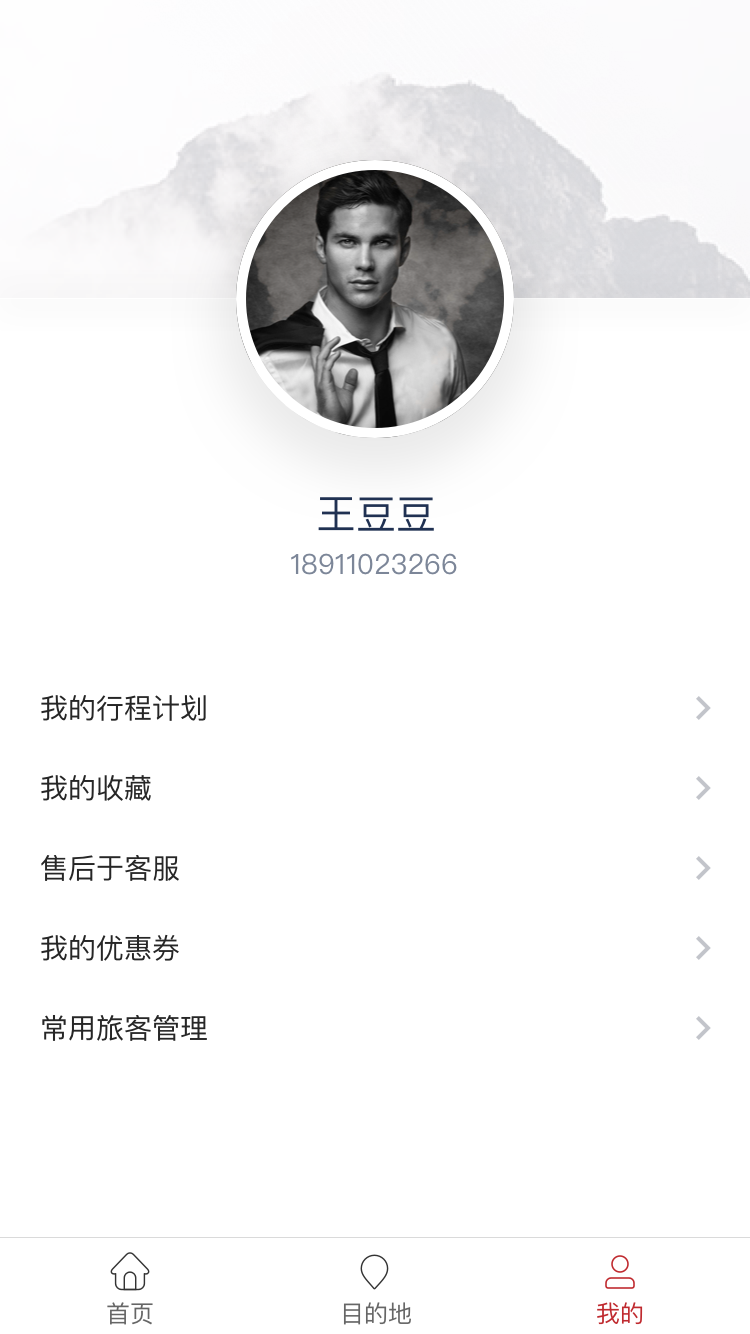 王豆豆
18911023266
我的行程计划
我的收藏
售后于客服
我的优惠券
常用旅客管理
首页 目的地 我的